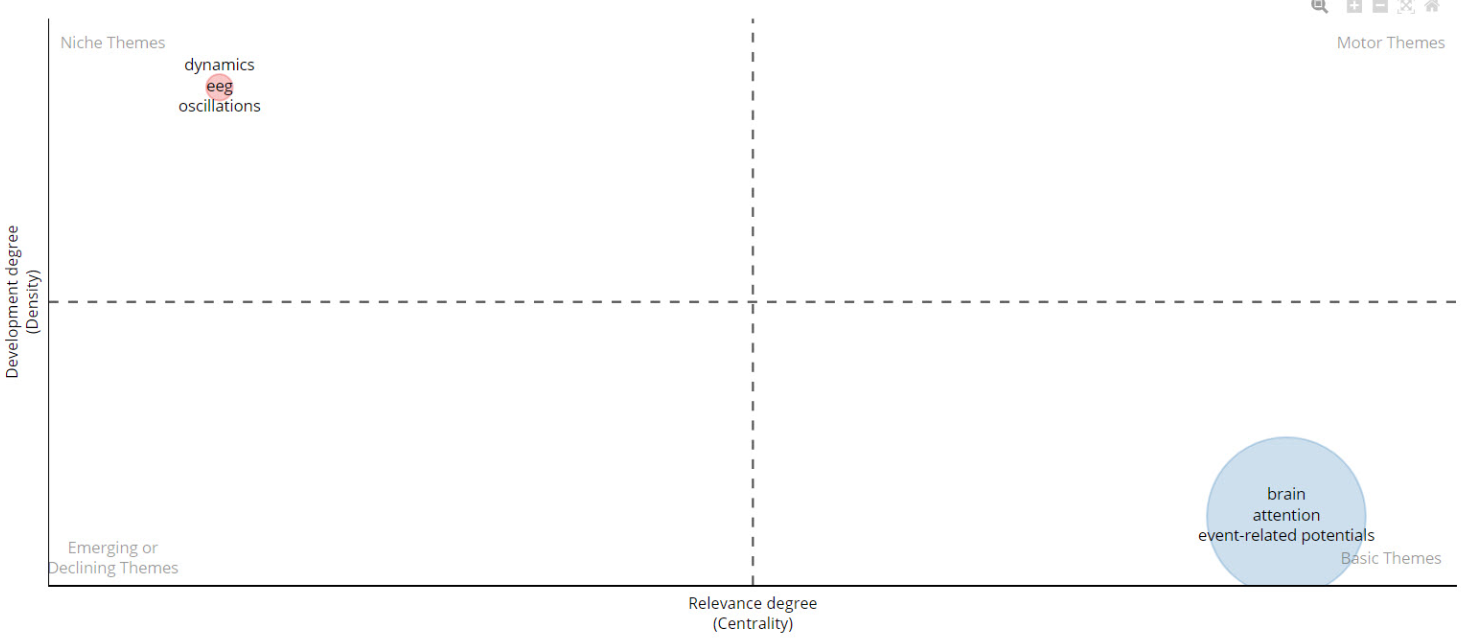 Niche Themes
Motor Themes
dynamics
eeg
oscillations
Development degree
(Density)
brain
attention
event-related potentials
Emerging or
Declining Themes
Basic Themes
Relevance degree
(Centrality)